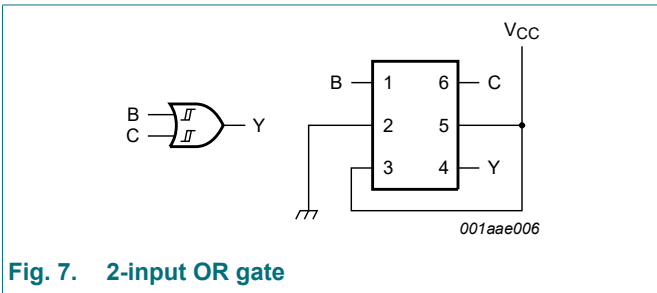 VCC
B 1 6 C
B
C
Y
2 5
3 4 Y
001aae006
Fig. 7. 2-input OR gate